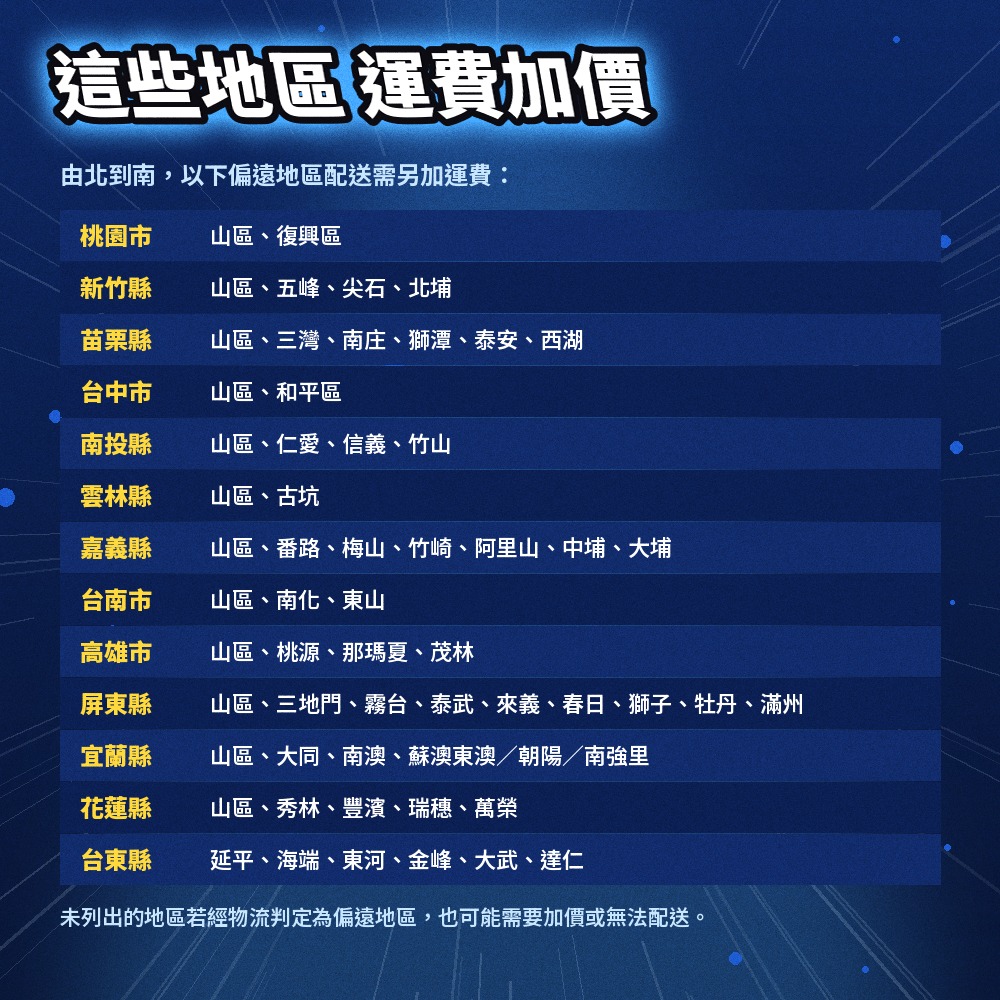 這些地區 運費加價
由北到南，以下偏遠地區配送需另加運費：
桃園市 山區、復興區
新竹縣 山區、五峰、尖石、北埔
苗栗縣 山區、三灣、南庄、獅潭、泰安、西湖
台中市 山區、和平區
南投縣 山區、仁愛、信義、竹山
雲林縣 山區、古坑
嘉義縣 山區、番路、梅山、竹崎、阿里山、中埔、大埔
台南市 山區、南化、東山
高雄市 山區、桃源、那瑪夏、茂林
屏東縣 山區、三地門、霧台、泰武、來義、春日、獅子、牡丹、滿州
宜蘭縣 山區、大同、南澳、蘇澳東澳／朝陽／南強里
花蓮縣 山區、秀林、豐濱、瑞穗、萬榮
台東縣 延平、海端、東河、金峰、大武、達仁
未列出的地區若經物流判定為偏遠地區，也可能需要加價或無法配送。